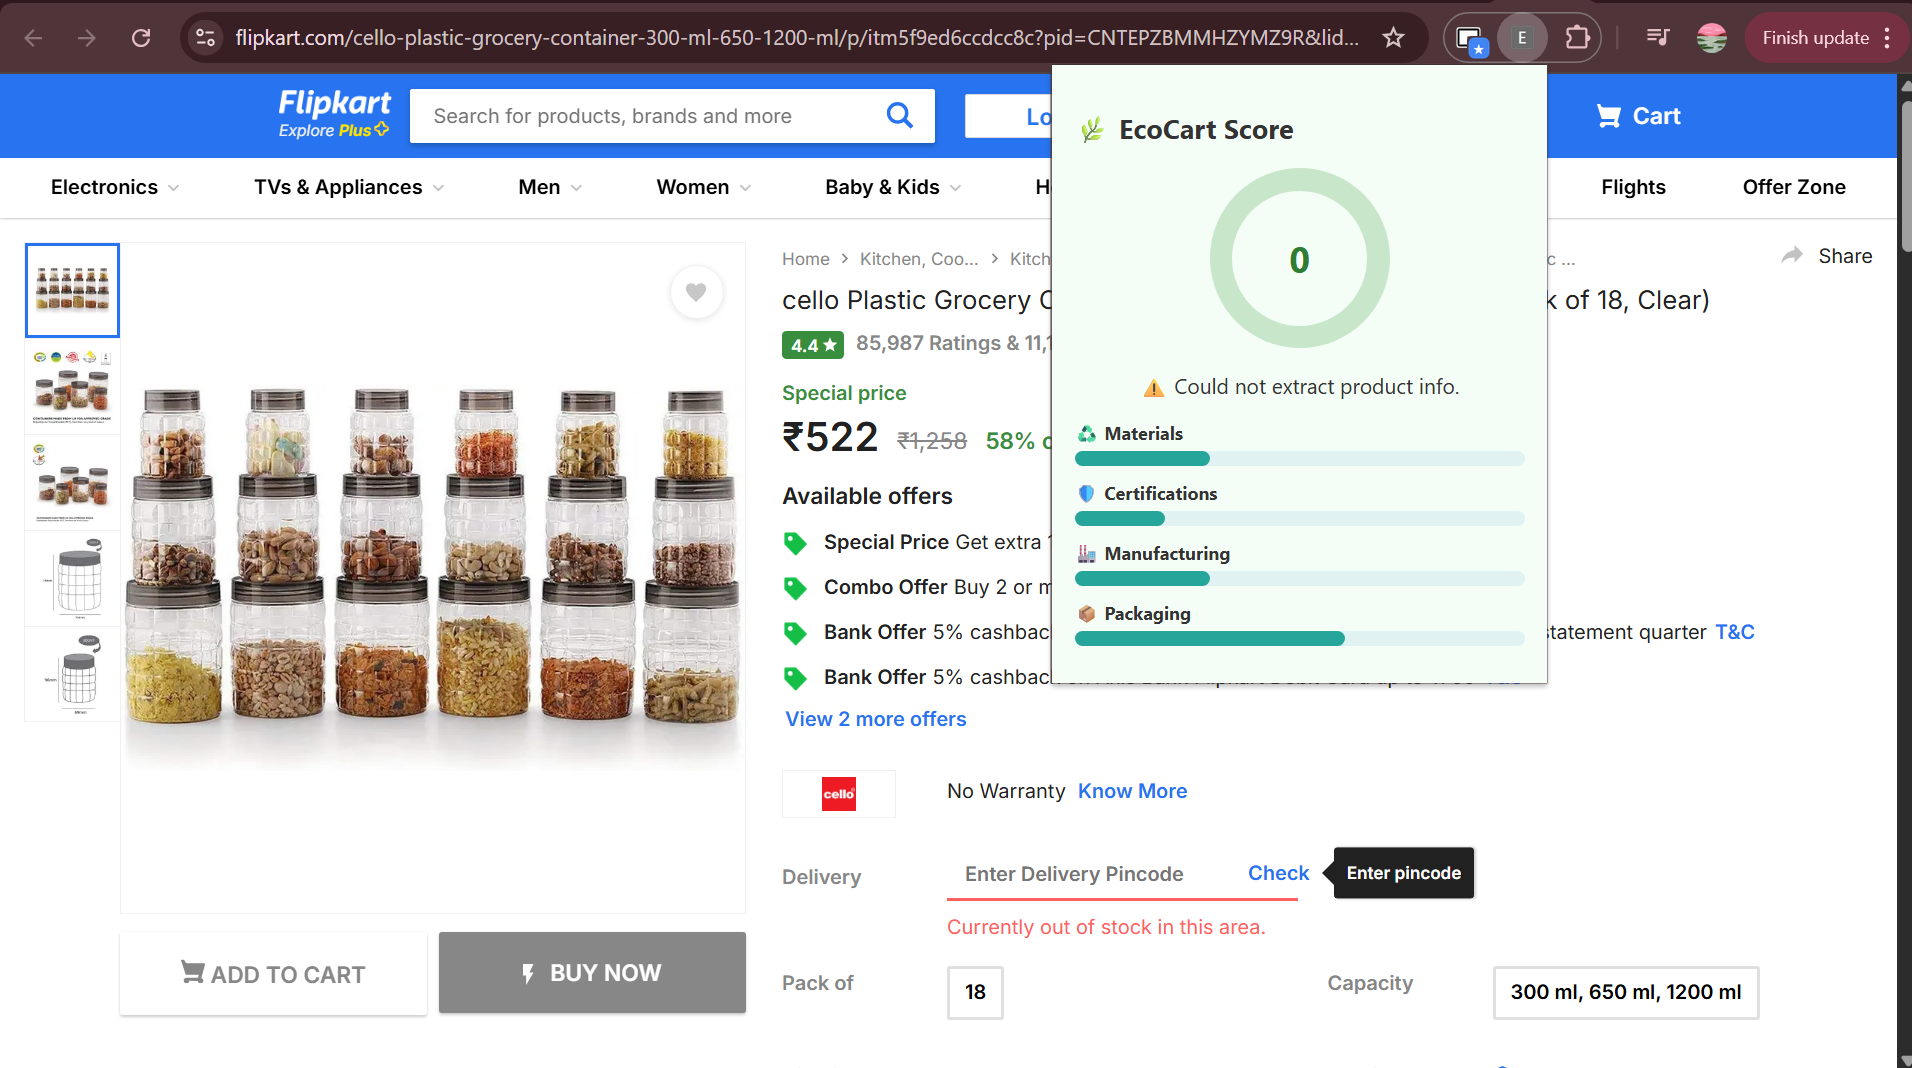 flipkart.com/cello-plastic-grocery-container-300-ml-650-1200-ml/p/itm5f9ed6ccdcc8c?pid=CNTEPZBMMHZYMZ9R&lid...
E
Finish update
Flipkart
Explore Plus
Search for products, brands and more
Lo
Cart
Electronics
TVs & Appliances
Men
Women
Baby & Kids
H
Flights
Offer Zone
EcoCart Score
0
Could not extract product info.
Materials
Certifications
Manufacturing
Packaging
Home
Kitchen, Coo...
Kitch
c ...
Share
cello Plastic Grocery C
k of 18, Clear)
4.4
85,987 Ratings & 11,1
Special price
₹522 ₹1,258 58% o
Available offers
Special Price Get extra
Combo Offer Buy 2 or m
Bank Offer 5% cashbac
statement quarter T&C
Bank Offer 5% cashback
View 2 more offers
cello
No Warranty Know More
Delivery
Enter Delivery Pincode
Check
Enter pincode
Currently out of stock in this area.
ADD TO CART
BUY NOW
Pack of
18
Capacity
300 ml, 650 ml, 1200 ml